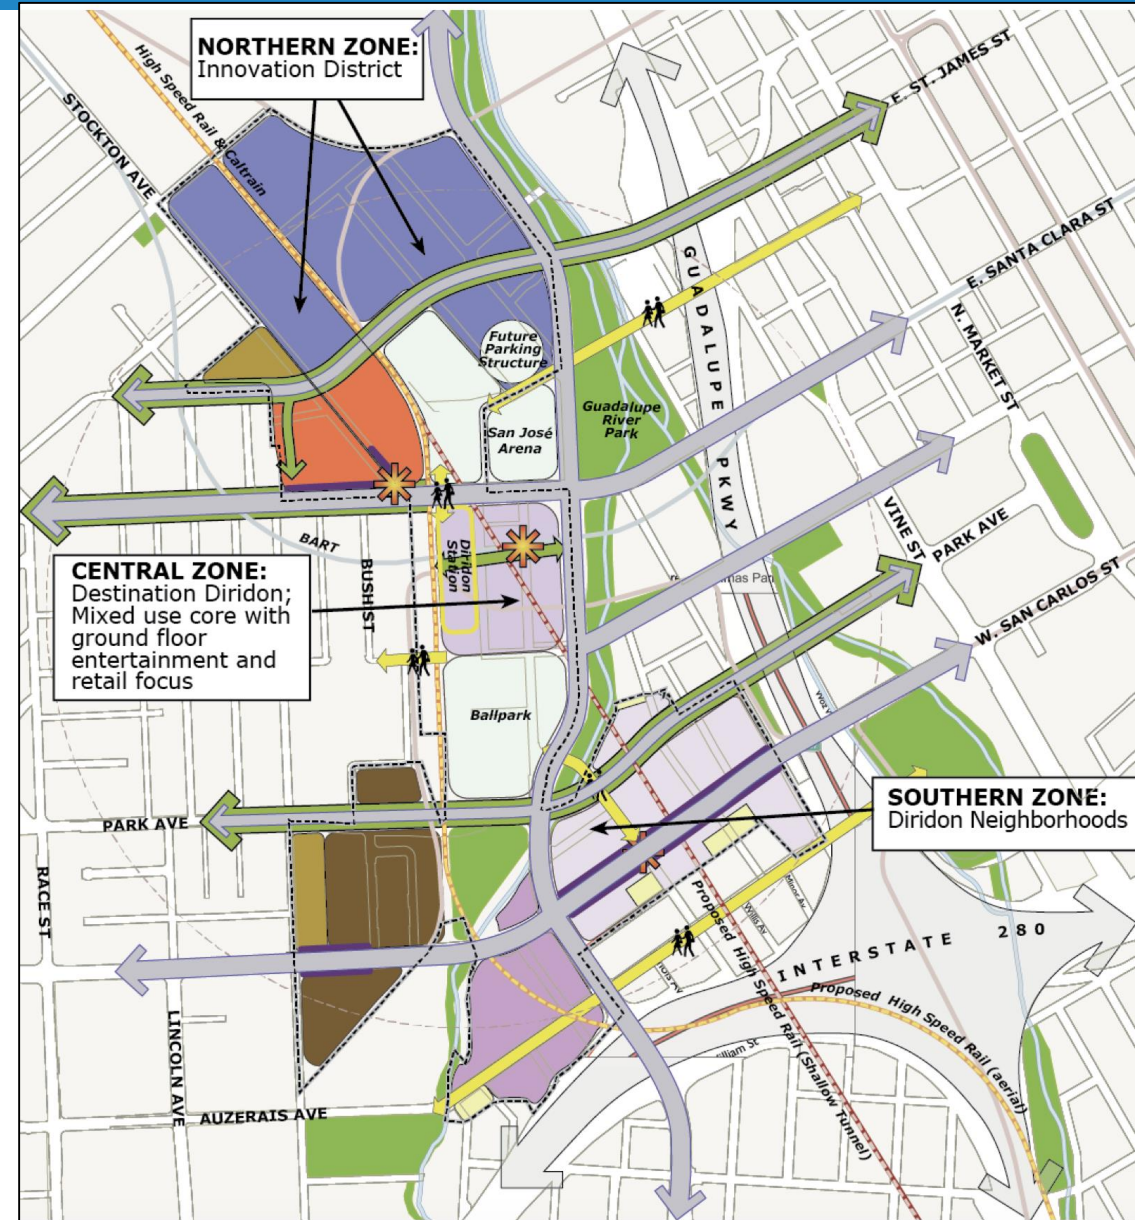 NORTHERN ZONE:
Innovation District
High Speed Rail & Caltrain
STOCKTON AVE
E. ST. JAMES ST
E. SANTA CLARA ST
GUADALUPE PKWY
N. MARKET ST
Future
Parking
Structure
San José
Arena
Guadalupe
River
Park
BART
BUSH ST
Diridon
Station
VINE ST
PARK AVE
W. SAN CARLOS ST
CENTRAL ZONE:
Destination Diridon;
Mixed use core with
ground floor
entertainment and
retail focus
Ballpark
SOUTHERN ZONE:
Diridon Neighborhoods
PARK AVE
RACE ST
Minor Av
Willis Av
Proposed High Speed Rail (Shallow Tunnel)
INTERSTATE 280
Proposed High Speed Rail (aerial)
LINCOLN AVE
AUZERAIS AVE